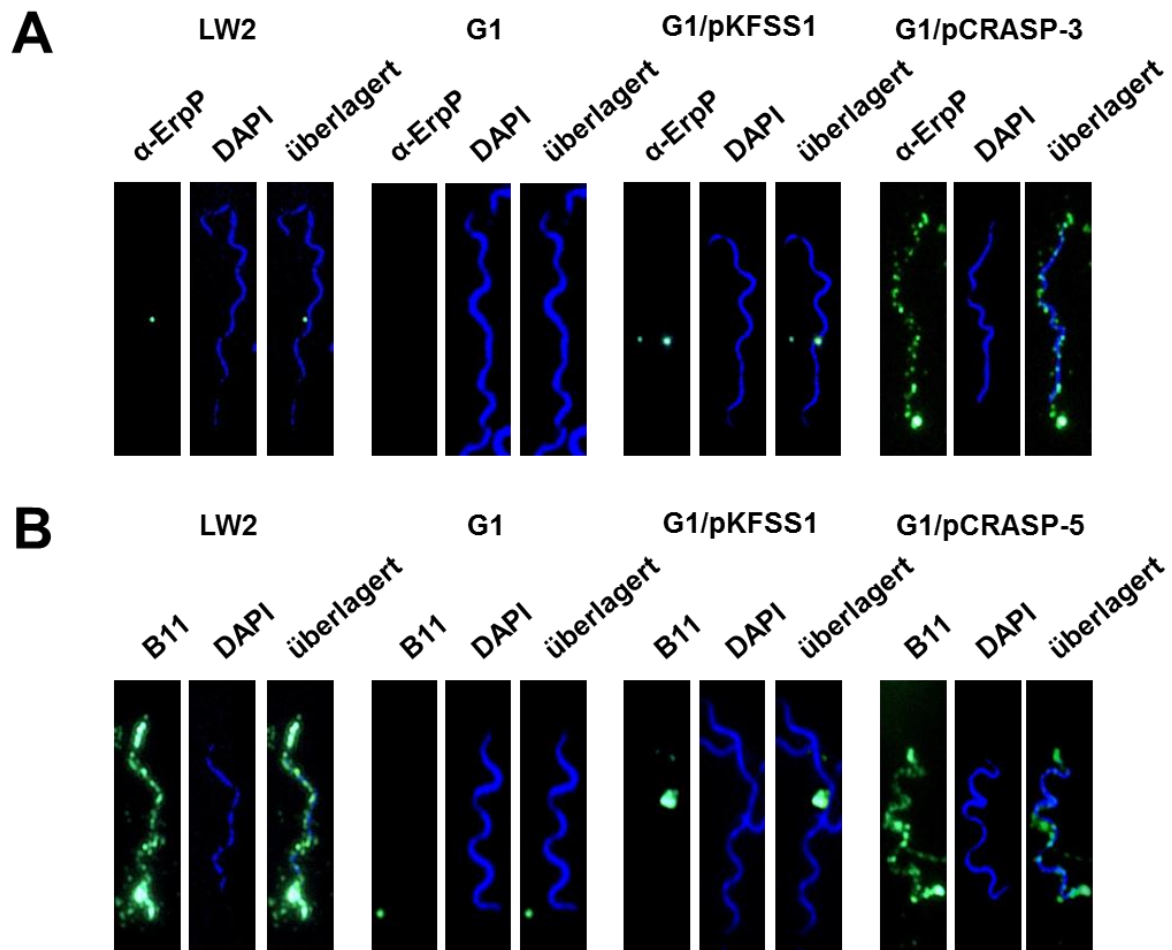 A
LW2 G1 G1/pKFSS1 G1/pCRASP-3
α-ErpP DAPI überlagert α-ErpP DAPI überlagert α-ErpP DAPI überlagert α-ErpP DAPI überlagert
B
LW2 G1 G1/pKFSS1 G1/pCRASP-5
B11 DAPI überlagert B11 DAPI überlagert B11 DAPI überlagert B11 DAPI überlagert